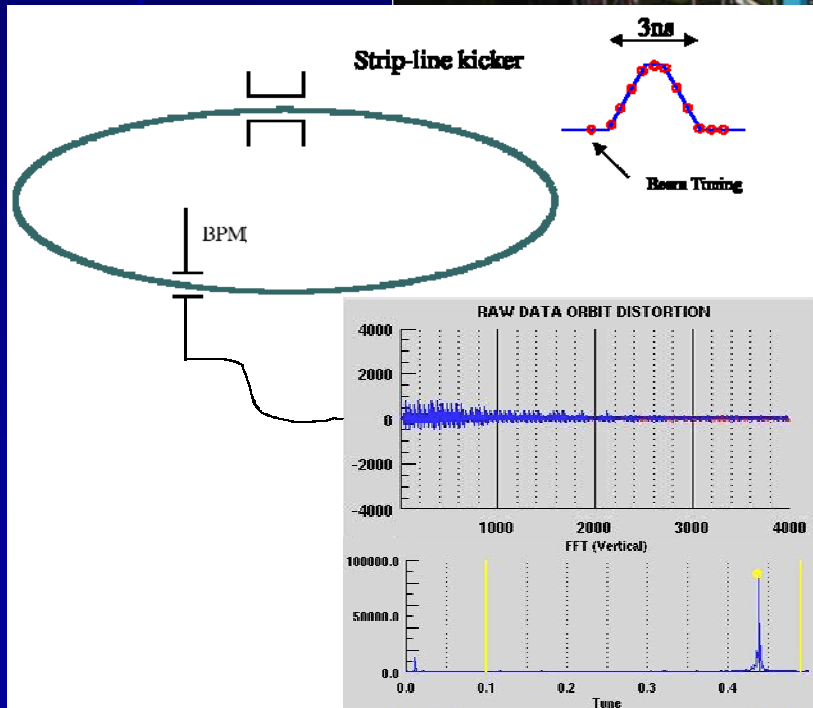 3ns
Strip-line kicker
Beam Timing
BPM
RAW DATA ORBIT DISTORTION
4000
2000
0
-2000
-4000
1000 2000 3000 4000
FFT (Vertical)
100000.0
50000.0
0.0
0.0 0.1 0.2 0.3 0.4
Tune